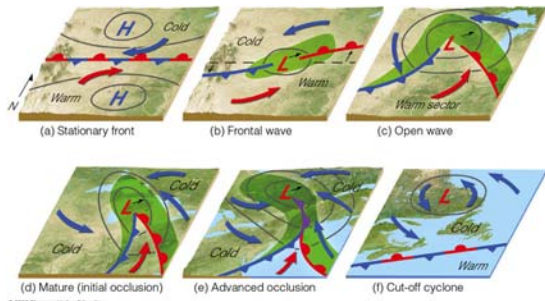 H
Cold
H
Warm
N
(a) Stationary front
Cold
L
Warm
(b) Frontal wave
L
Warm sector
(c) Open wave
Cold
L
Cold
(d) Mature (initial occlusion)
Cold
L
Cold
(e) Advanced occlusion
L
Cold
Warm
(f) Cut-off cyclone